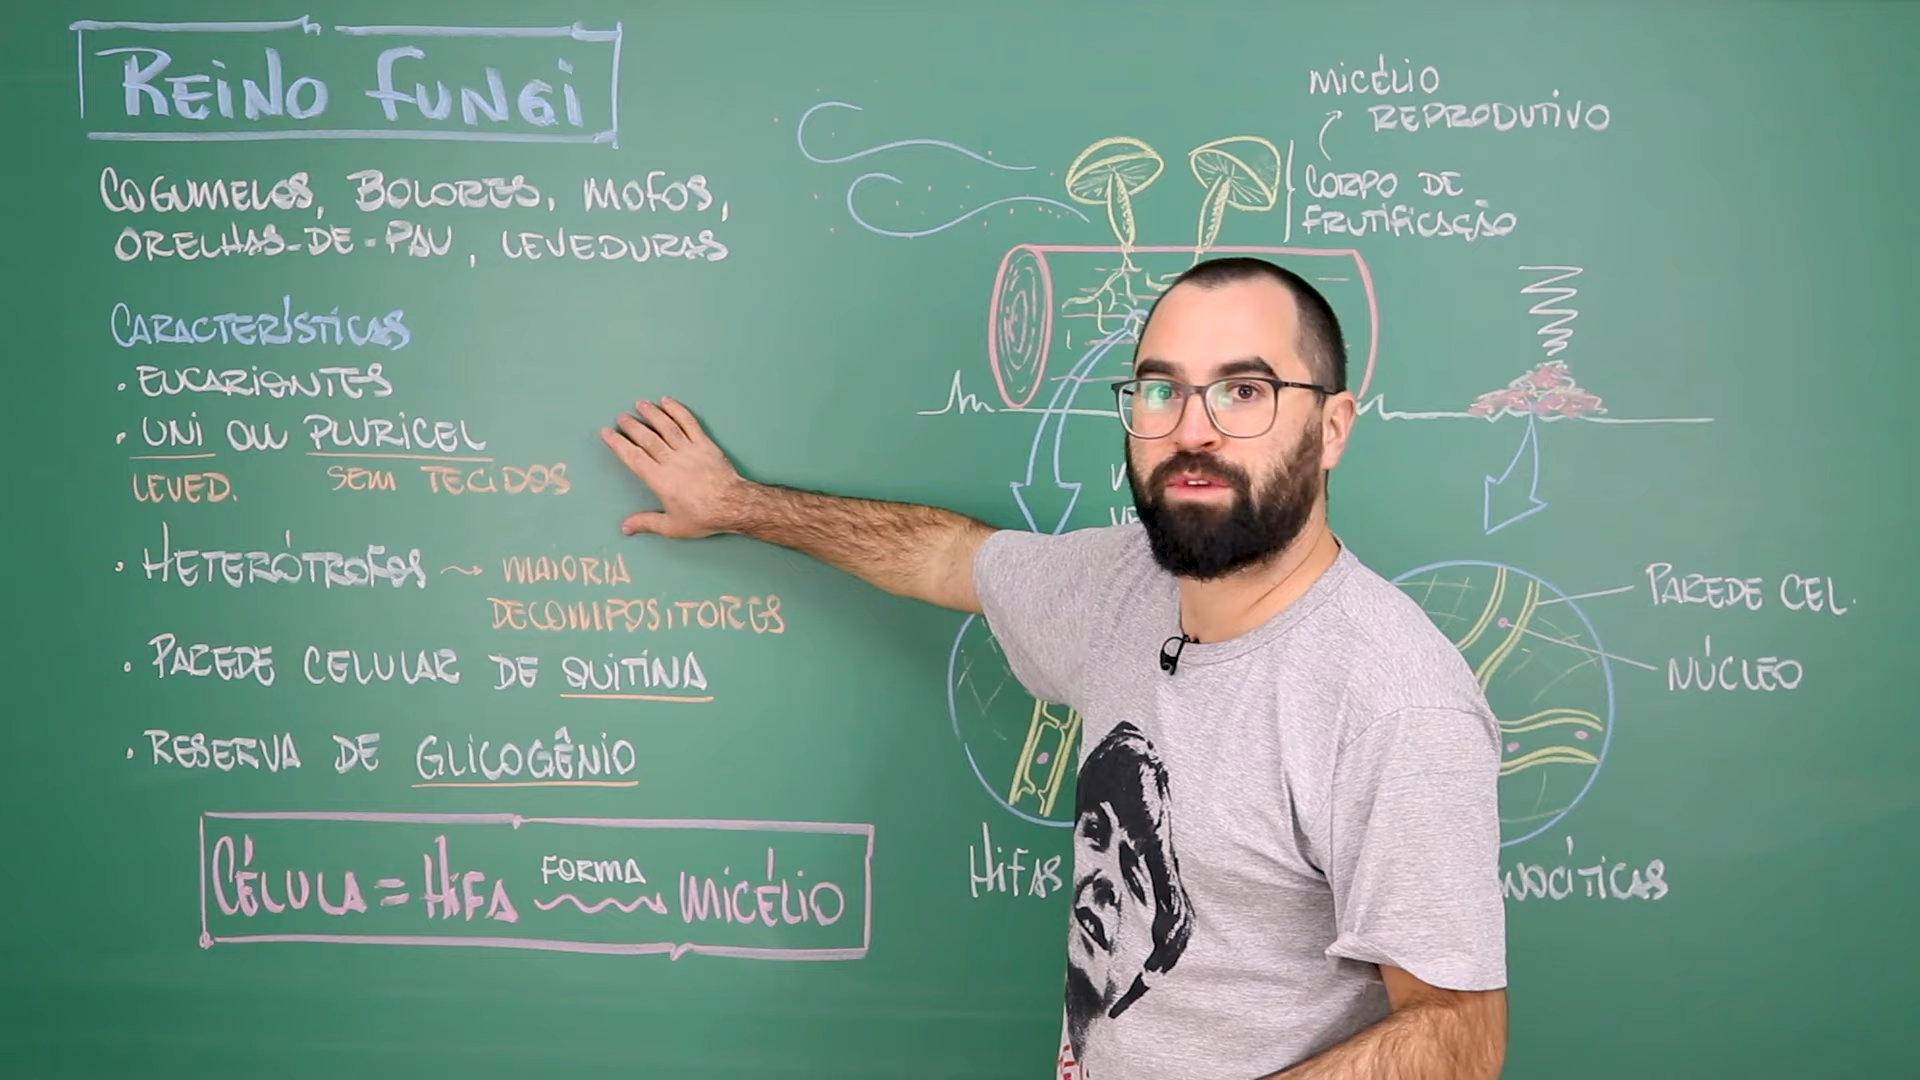 REINO FUNGI
COGUMELOS, BOLORES, MOFOS,
ORELHAS-DE-PAU, LEVEDURAS
CARACTERÍSTICAS
· EUCARIONTES
· UNI OU PLURICEL
LEVED. SEM TECIDOS
· HETERÓTROFOS → MAIORIA
DECOMPOSITORES
· PAREDE CELULAR DE QUITINA
· RESERVA DE GLICOGÊNIO
CÉLULA = HIFA FORMA MICÉLIO
MICÉLIO
REPRODUTIVO
CORPO DE
FRUTIFICAÇÃO
PAREDE CEL.
NÚCLEO
HIFAS